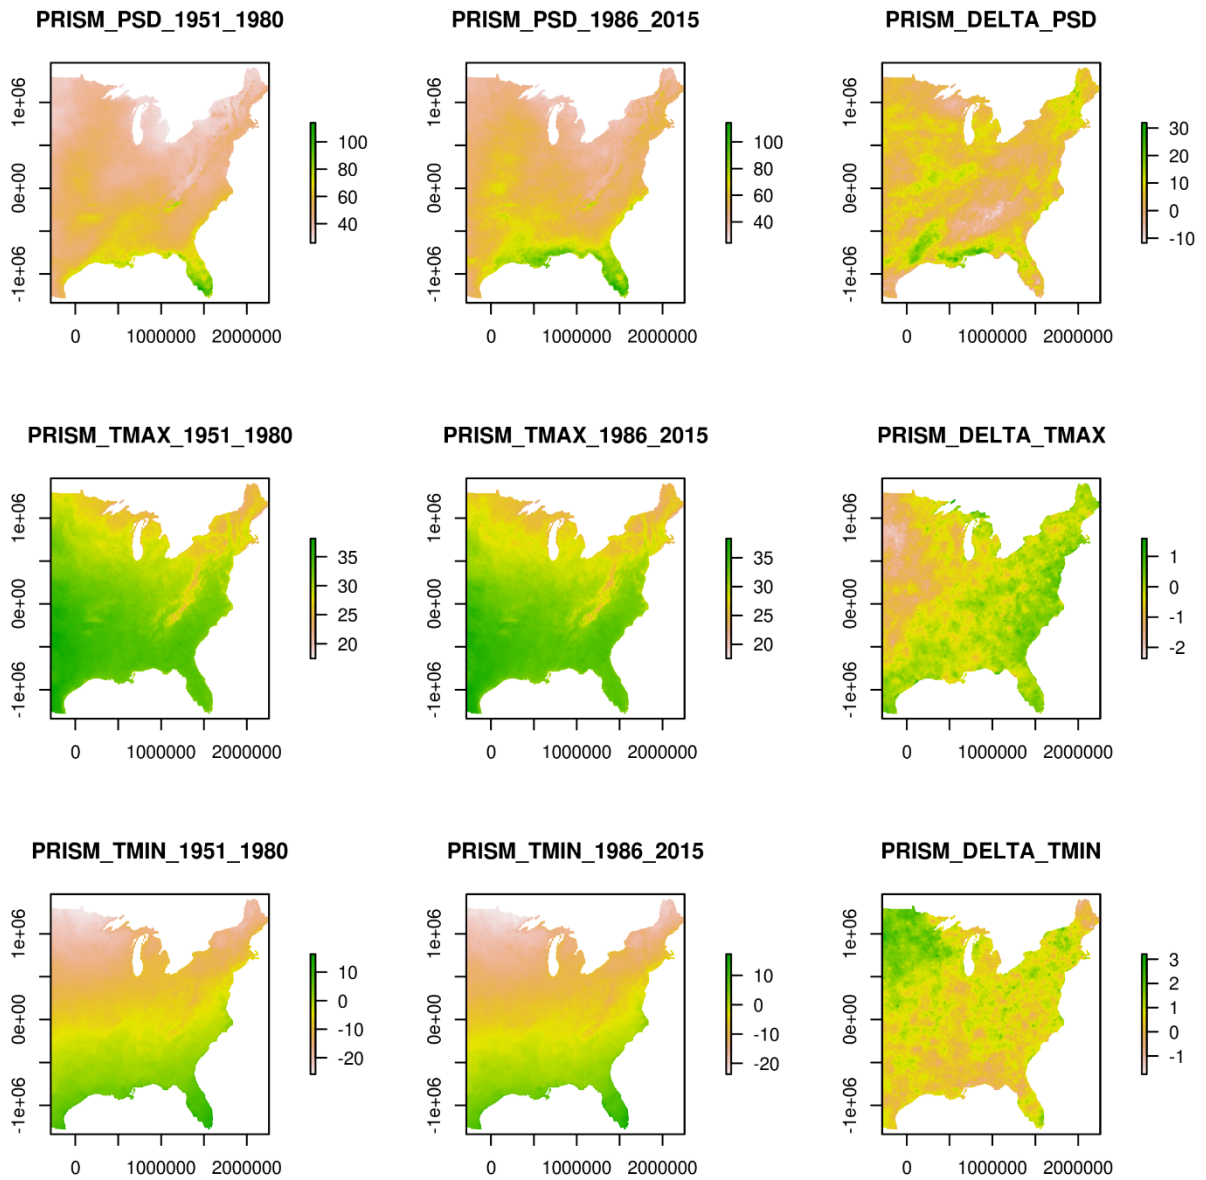 PRISM_PSD_1951_1980
1e+06
0e+00
-1e+06
0 1000000 2000000
100
80
60
40
PRISM_PSD_1986_2015
1e+06
0e+00
-1e+06
0 1000000 2000000
100
80
60
40
PRISM_DELTA_PSD
1e+06
0e+00
-1e+06
0 1000000 2000000
30
20
10
0
-10
PRISM_TMAX_1951_1980
1e+06
0e+00
-1e+06
0 1000000 2000000
35
30
25
20
PRISM_TMAX_1986_2015
1e+06
0e+00
-1e+06
0 1000000 2000000
35
30
25
20
PRISM_DELTA_TMAX
1e+06
0e+00
-1e+06
0 1000000 2000000
1
0
-1
-2
PRISM_TMIN_1951_1980
1e+06
0e+00
-1e+06
0 1000000 2000000
10
0
-10
-20
PRISM_TMIN_1986_2015
1e+06
0e+00
-1e+06
0 1000000 2000000
10
0
-10
-20
PRISM_DELTA_TMIN
1e+06
0e+00
-1e+06
0 1000000 2000000
3
2
1
0
-1